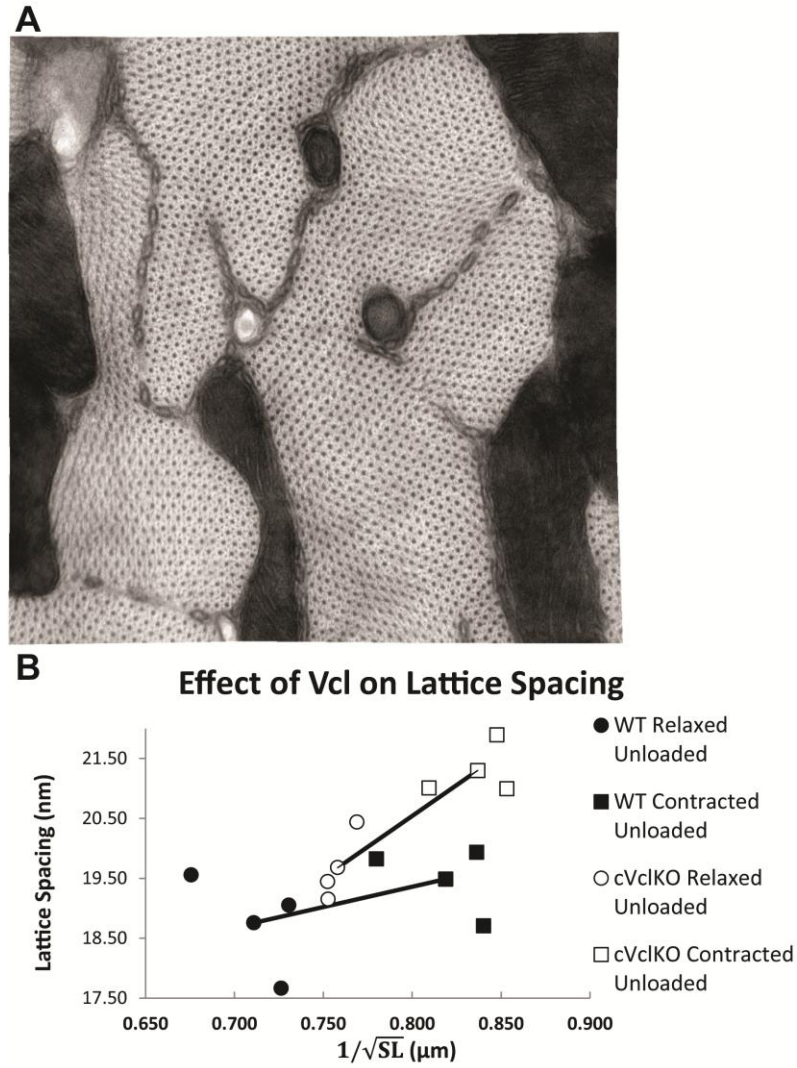 A
B
Effect of Vcl on Lattice Spacing
Lattice Spacing (nm)
21.50
20.50
19.50
18.50
17.50
0.650 0.700 0.750 0.800 0.850 0.900
1/√SL (µm)
WT Relaxed
Unloaded
WT Contracted
Unloaded
cVclKO Relaxed
Unloaded
cVclKO Contracted
Unloaded